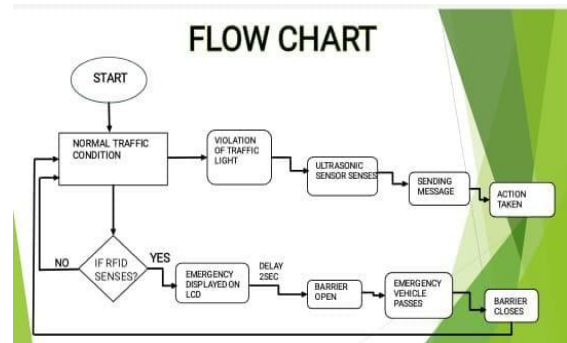 FLOW CHART
START
NORMAL TRAFFIC
CONDITION
VIOLATION
OF TRAFFIC
LIGHT
ULTRASONIC
SENSOR SENSES
SENDING
MESSAGE
ACTION
TAKEN
IF RFID
SENSES?
NO
YES
EMERGENCY
DISPLAYED ON
LCD
DELAY
2SEC
BARRIER
OPEN
EMERGENCY
VEHICLE
PASSES
BARRIER
CLOSES